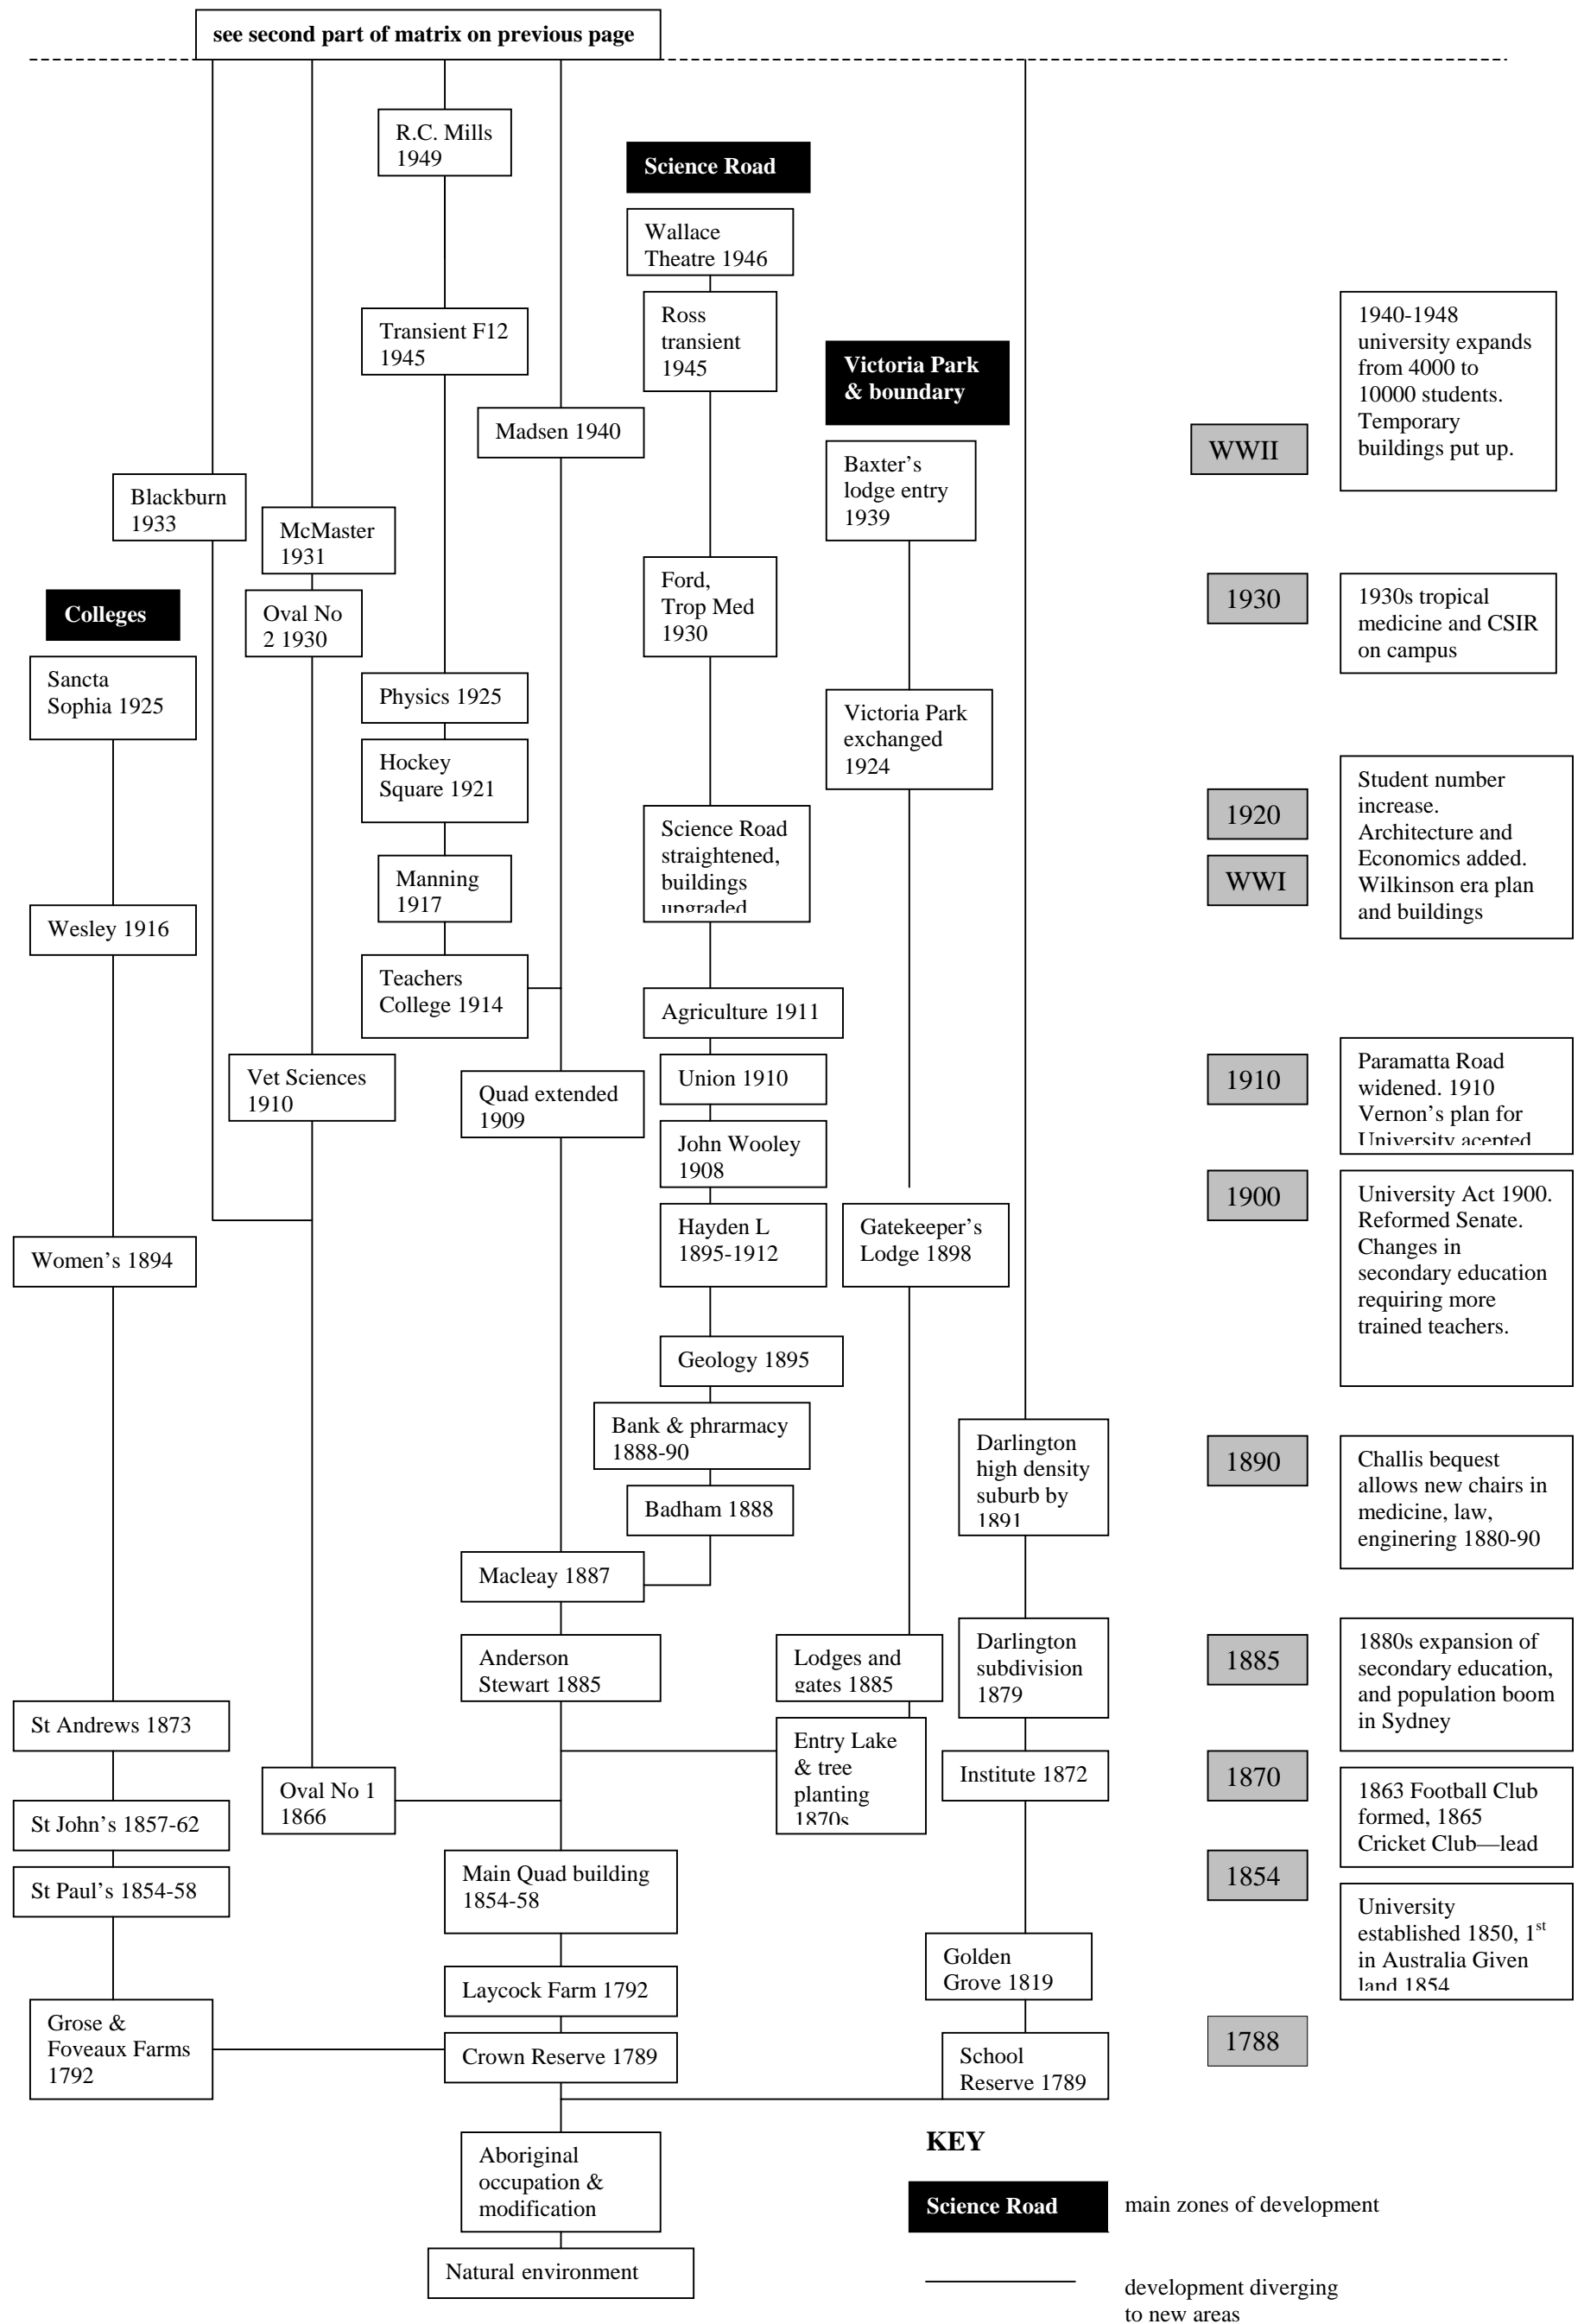 see second part of matrix on previous page
R.C. Mills
1949
Science Road
Wallace
Theatre 1946
Ross
transient
1945
Transient F12
1945
Victoria Park
& boundary
1940-1948
university expands
from 4000 to
10000 students.
Temporary
buildings put up.
Madsen 1940
WWII
Baxter's
lodge entry
1939
Blackburn
1933
McMaster
1931
Ford,
Trop Med
1930
1930
1930s tropical
medicine and CSIR
on campus
Colleges
Oval No
2 1930
Sancta
Sophia 1925
Physics 1925
Victoria Park
exchanged
1924
Hockey
Square 1921
Student number
increase.
Architecture and
Economics added.
Wilkinson era plan
and buildings
1920
Science Road
straightened,
buildings
upgraded
Manning
1917
WWI
Wesley 1916
Teachers
College 1914
Agriculture 1911
Vet Sciences
1910
Union 1910
1910
Paramatta Road
widened. 1910
Vernon's plan for
University acepted
Quad extended
1909
John Wooley
1908
1900
University Act 1900.
Reformed Senate.
Changes in
secondary education
requiring more
trained teachers.
Hayden L
1895-1912
Gatekeeper's
Lodge 1898
Women's 1894
Geology 1895
Bank & phrarmacy
1888-90
Darlington
high density
suburb by
1891
1890
Challis bequest
allows new chairs in
medicine, law,
enginering 1880-90
Badham 1888
Macleay 1887
Anderson
Stewart 1885
Lodges and
gates 1885
Darlington
subdivision
1879
1885
1880s expansion of
secondary education,
and population boom
in Sydney
St Andrews 1873
Entry Lake
& tree
planting
1870s
Institute 1872
1870
Oval No 1
1866
1863 Football Club
formed, 1865
Cricket Club—lead
St John's 1857-62
Main Quad building
1854-58
1854
St Paul's 1854-58
University
established 1850, 1st
in Australia Given
land 1854
Golden
Grove 1819
Laycock Farm 1792
Grose &
Foveaux Farms
1792
Crown Reserve 1789
School
Reserve 1789
1788
Aboriginal
occupation &
modification
Natural environment
KEY
Science Road
main zones of development
development diverging
to new areas